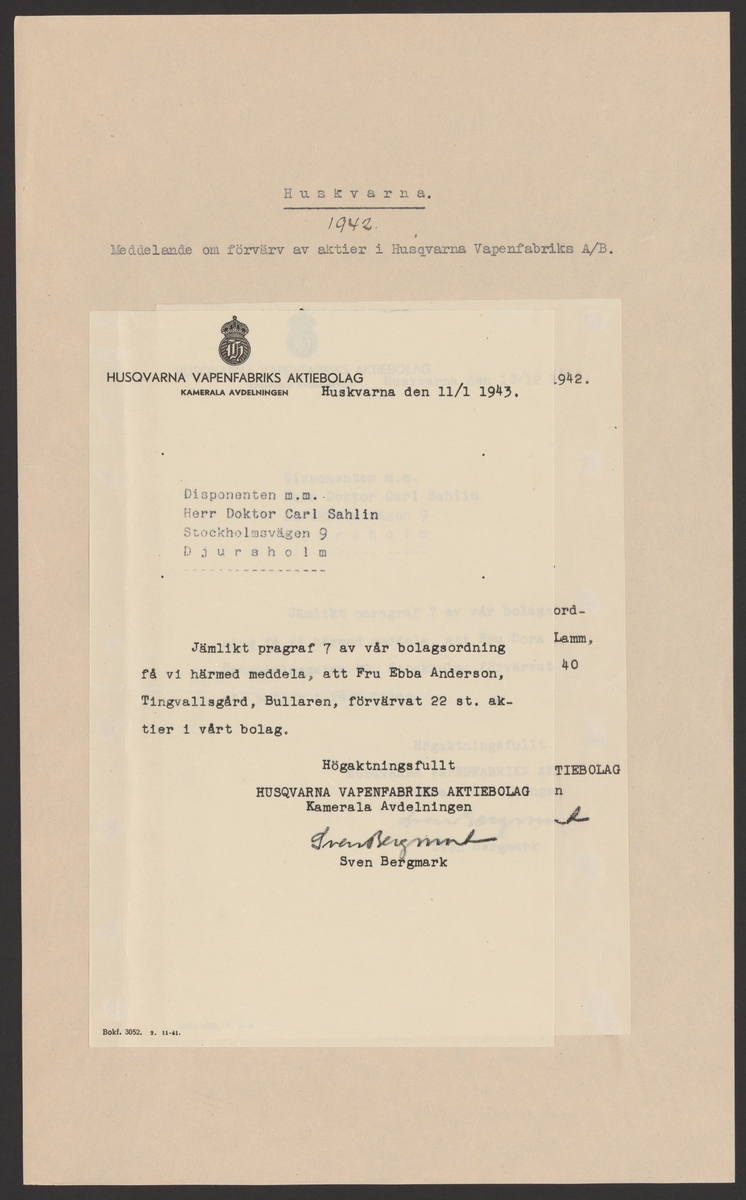 Huskvarna.
1942.
Meddelande om förvärv av aktier i Husqvarna Vapenfabriks A/B.
HUSQVARNA VAPENFABRIKS AKTIEBOLAG
KAMERALA AVDELNINGEN
Huskvarna den 11/1 1943.
1942.
Disponenten m.m.
Herr Doktor Carl Sahlin
Stockholmsvägen 9
Djursholm
Jämlikt pragraf 7 av vår bolagsordning
få vi härmed meddela, att Fru Ebba Anderson,
Tingvallsgård, Bullaren, förvärvat 22 st. ak-
tier i vårt bolag.
Högaktningsfullt
HUSQVARNA VAPENFABRIKS AKTIEBOLAG
Kamerala Avdelningen
Sven Bergmark
Sven Bergmark
Bokf. 3052. 2. 11-41.
ord-
Lamm,
40
TIEBOLAG
n